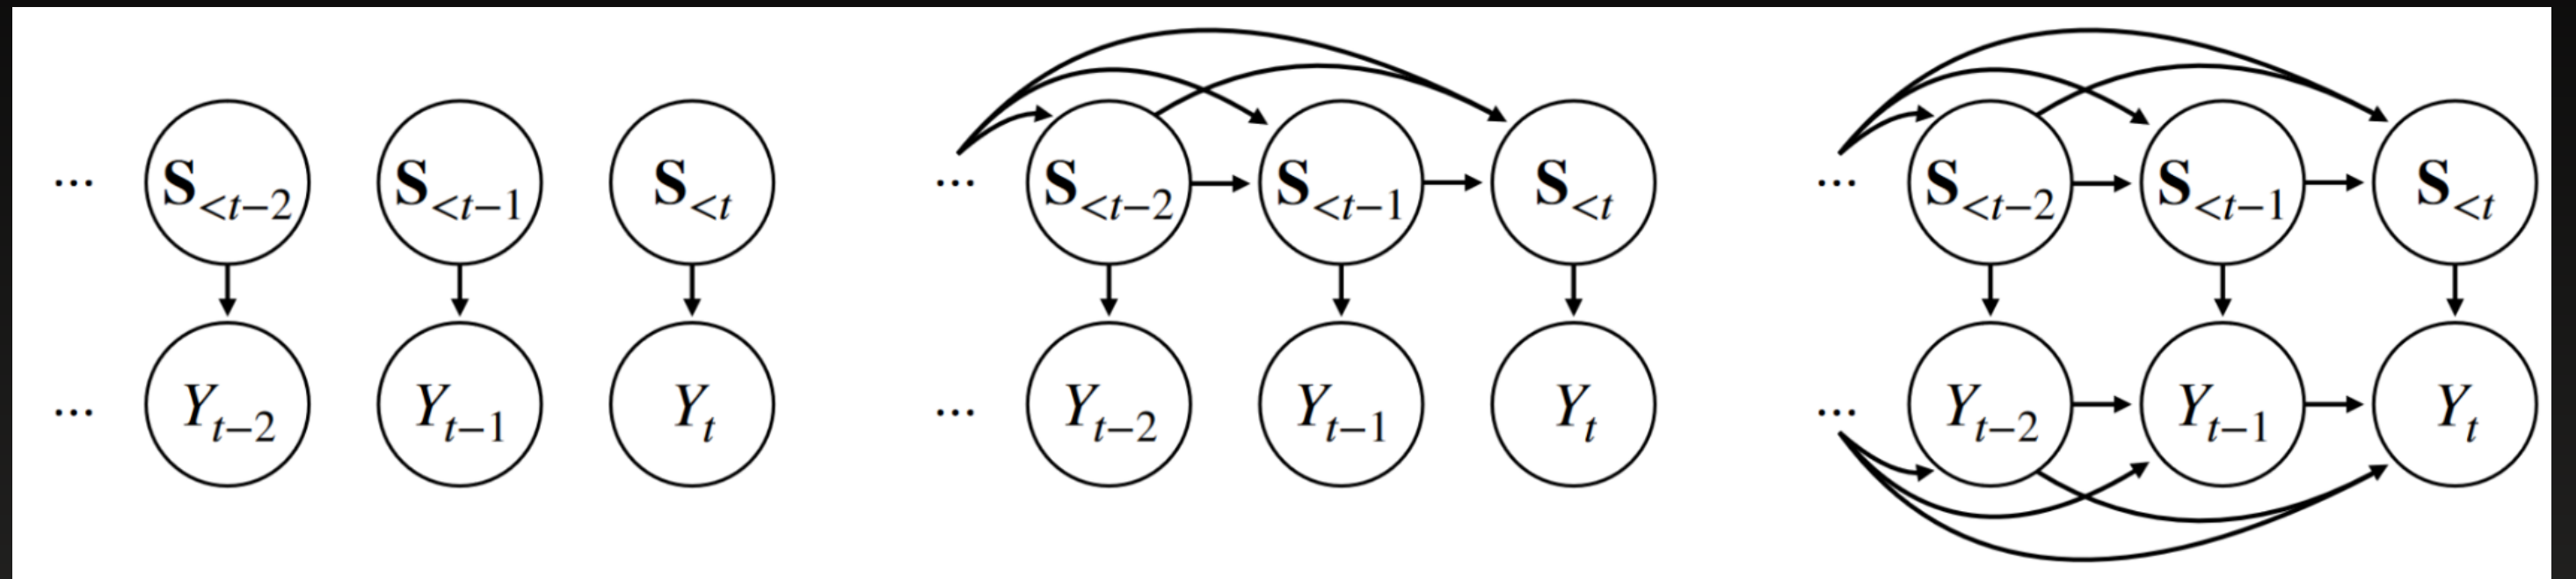 ... S<t−2 S<t−1 S<t ... S<t−2 S<t−1 S<t ... S<t−2 S<t−1 S<t
... Yt−2 Yt−1 Yt ... Yt−2 Yt−1 Yt ... Yt−2 Yt−1 Yt